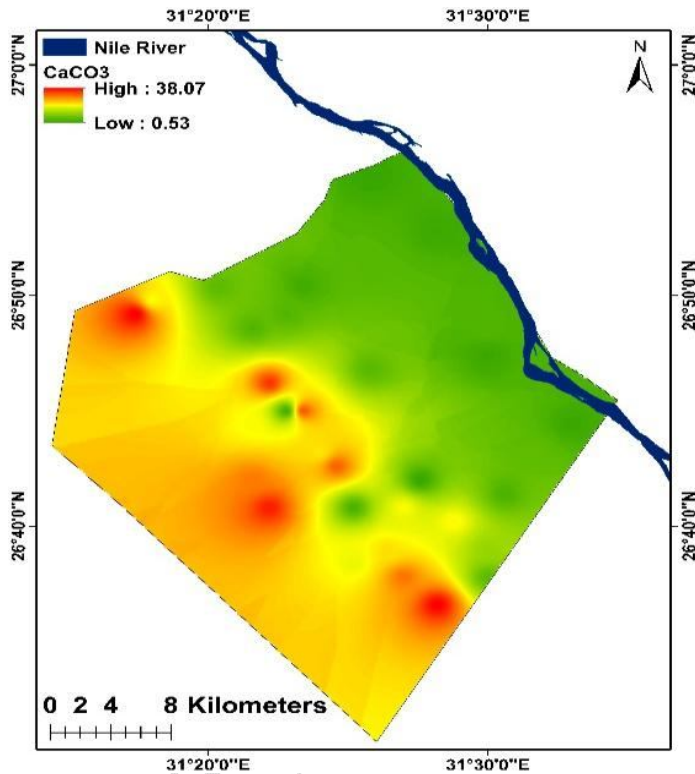 31°20'0"E 31°30'0"E
Nile River
CaCO3
High : 38.07
Low : 0.53
N
27°0'0"N 27°0'0"N
26°50'0"N 26°50'0"N
26°40'0"N 26°40'0"N
0 2 4 8 Kilometers
31°20'0"E 31°30'0"E